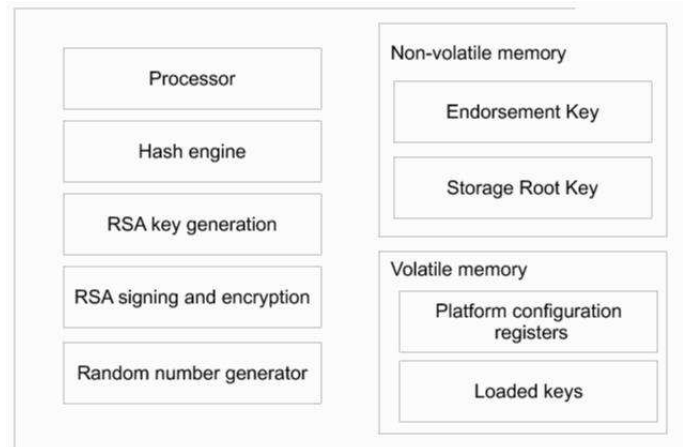 Processor
Hash engine
RSA key generation
RSA signing and encryption
Random number generator
Non-volatile memory
Endorsement Key
Storage Root Key
Volatile memory
Platform configuration
registers
Loaded keys